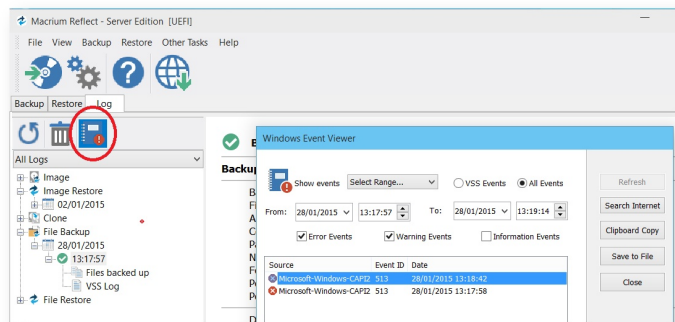 Macrium Reflect - Server Edition [UEFI]
File View Backup Restore Other Tasks Help
Backup Restore Log
All Logs
Image
Image Restore
02/01/2015
Clone
File Backup
28/01/2015
13:17:57
Files backed up
VSS Log
File Restore
Windows Event Viewer
Show events Select Range... VSS Events All Events
From: 28/01/2015 13:17:57 To: 28/01/2015 13:19:14
Error Events Warning Events Information Events
Source Event ID Date
Microsoft-Windows-CAPI2 513 28/01/2015 13:18:42
Microsoft-Windows-CAPI2 513 28/01/2015 13:17:58
Refresh
Search Internet
Clipboard Copy
Save to File
Close